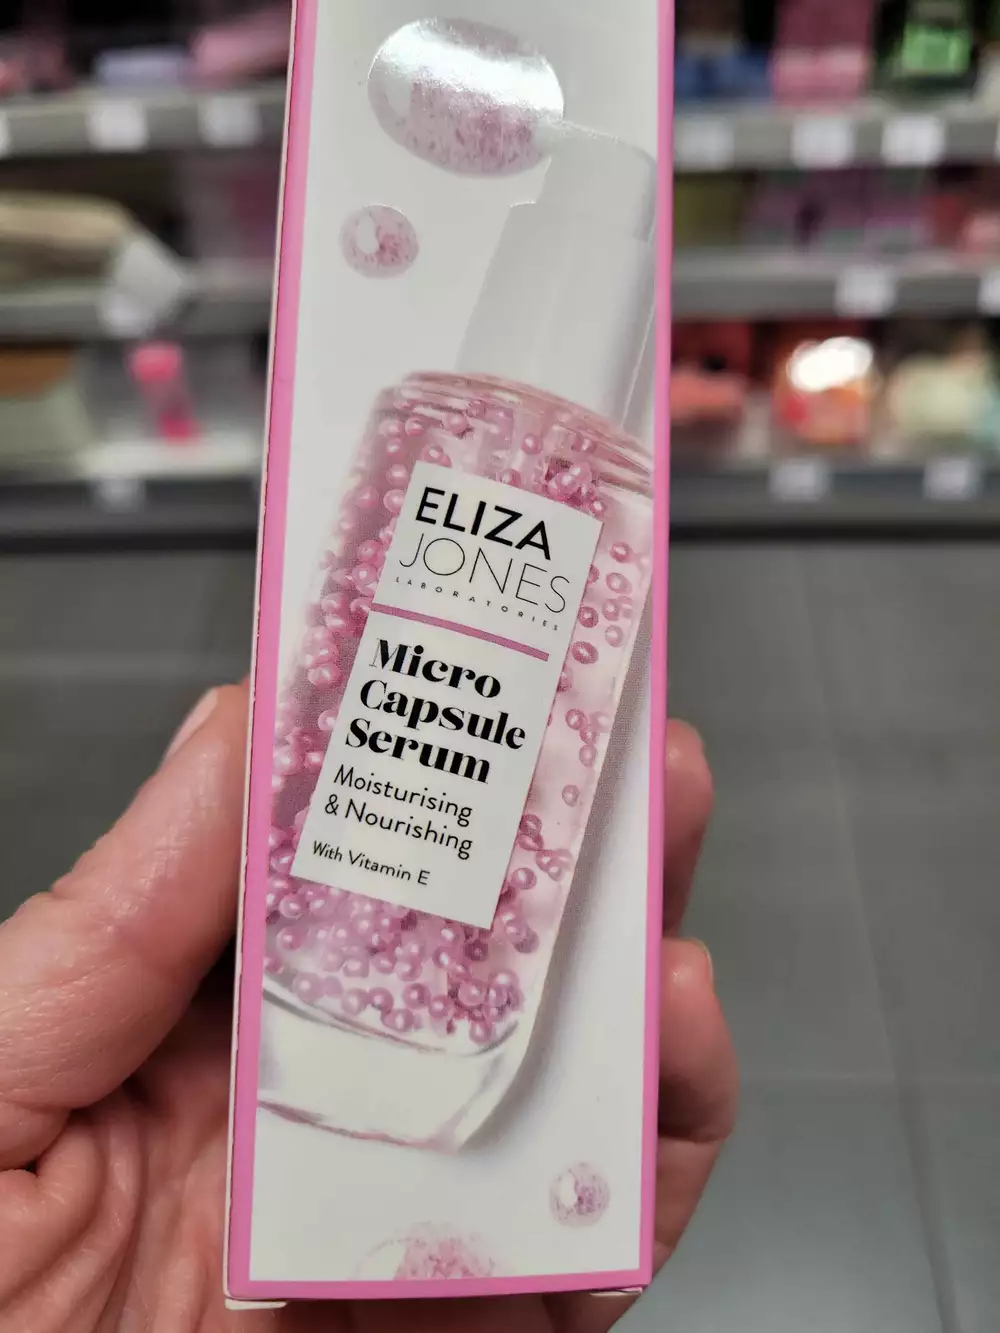 ELIZA
JONES
LABORATORIES
Micro
Capsule
Serum
Moisturising
& Nourishing
With Vitamin E